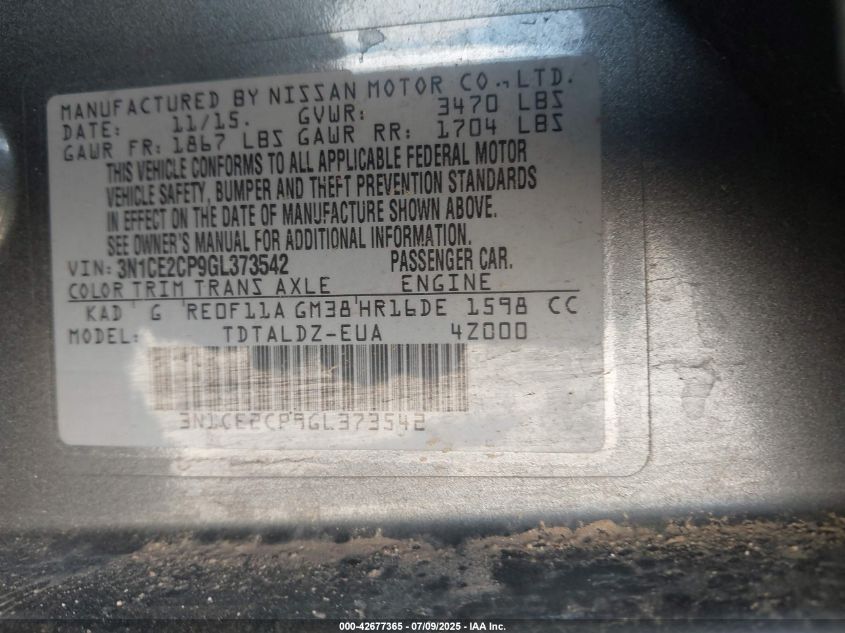 MANUFACTURED BY NISSAN MOTOR CO., LTD.
DATE: 11/15. GVWR: 3470 LBS
GAWR FR: 1867 LBS GAWR RR: 1704 LBS
THIS VEHICLE CONFORMS TO ALL APPLICABLE FEDERAL MOTOR
VEHICLE SAFETY, BUMPER AND THEFT PREVENTION STANDARDS
IN EFFECT ON THE DATE OF MANUFACTURE SHOWN ABOVE.
SEE OWNER'S MANUAL FOR ADDITIONAL INFORMATION.
VIN: 3N1CE2CP9GL373542 PASSENGER CAR.
COLOR TRIM TRANS AXLE ENGINE
KAD G RE0F11A GM38 HR16DE 1598 CC
MODEL: TDTALDZ-EUA 4Z000
3N1CE2CP9GL373542
000-42677365 - 07/09/2025 - IAA Inc.